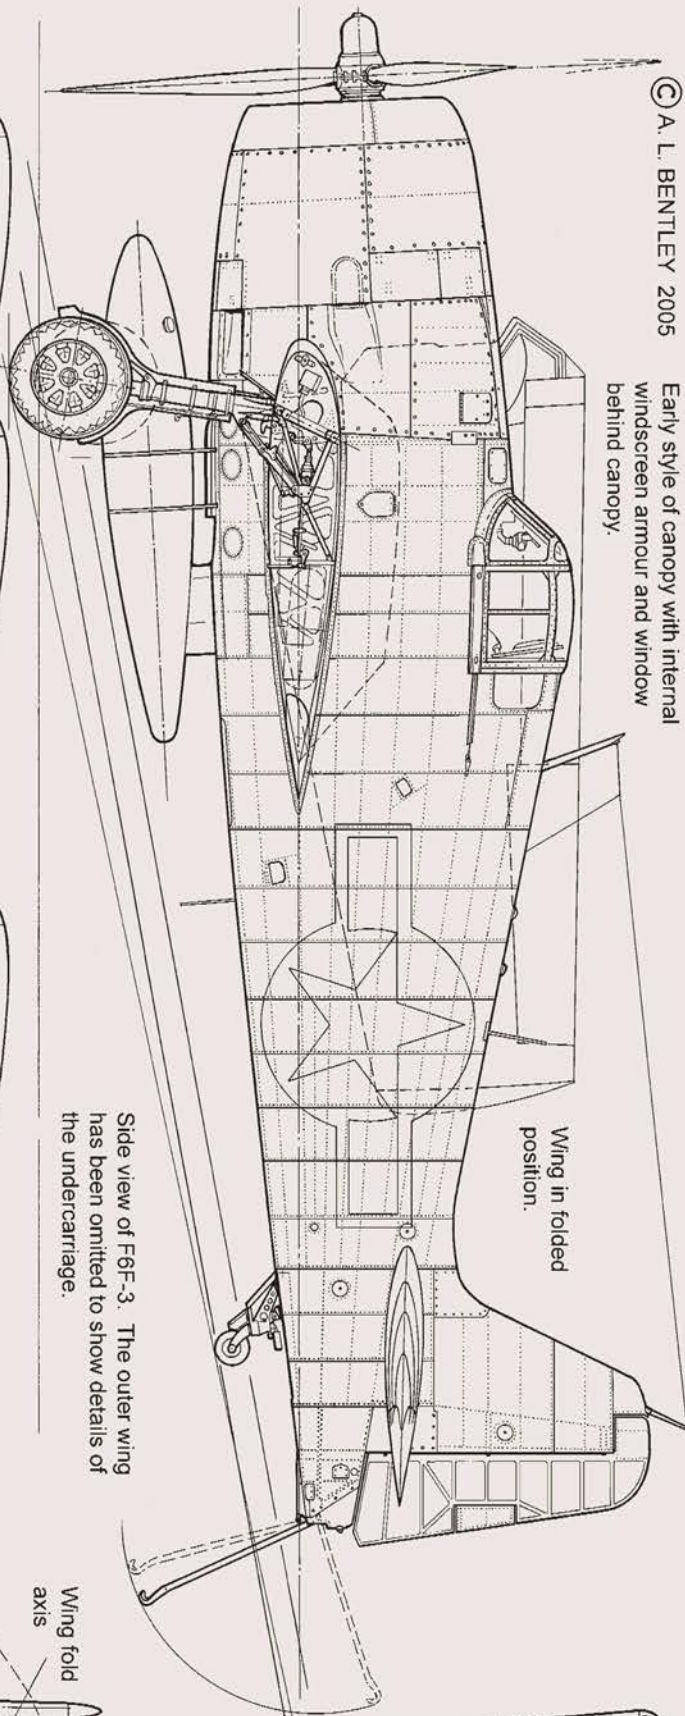 © A. L. BENTLEY 2005
Early style of canopy with internal
windscreen armour and window
behind canopy.
Wing in folded
position.
Side view of F6F-3. The outer wing
has been omitted to show details of
the undercarriage.
Wing fold
axis